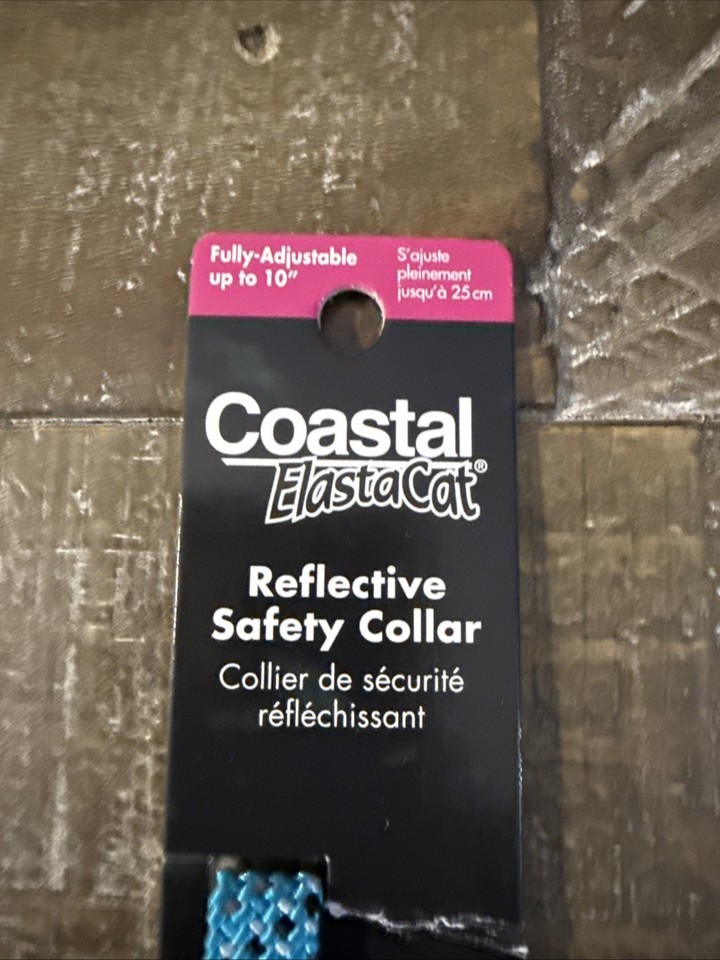 Fully-Adjustable
up to 10"
S'ajuste
pleinement
jusqu'à 25 cm
Coastal
ElastaCat®
Reflective
Safety Collar
Collier de sécurité
réfléchissant